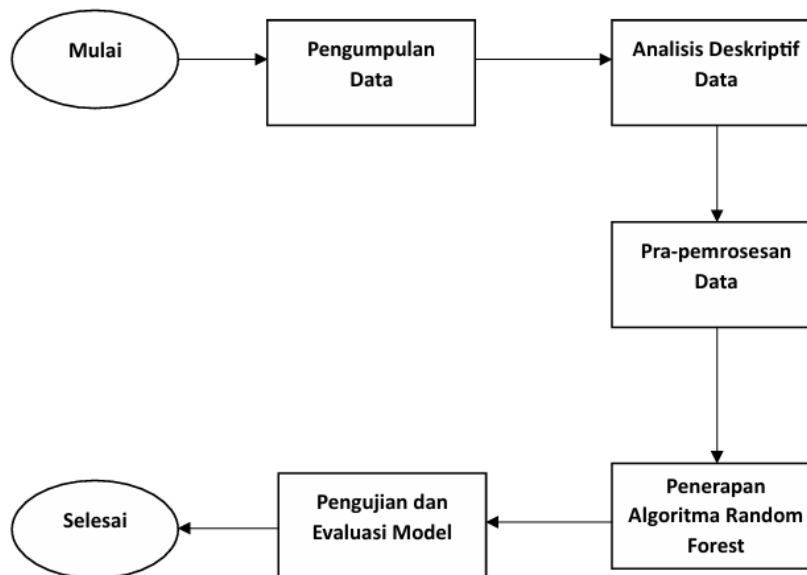 Mulai
Pengumpulan
Data
Analisis Deskriptif
Data
Pra-pemrosesan
Data
Penerapan
Algoritma Random
Forest
Pengujian dan
Evaluasi Model
Selesai